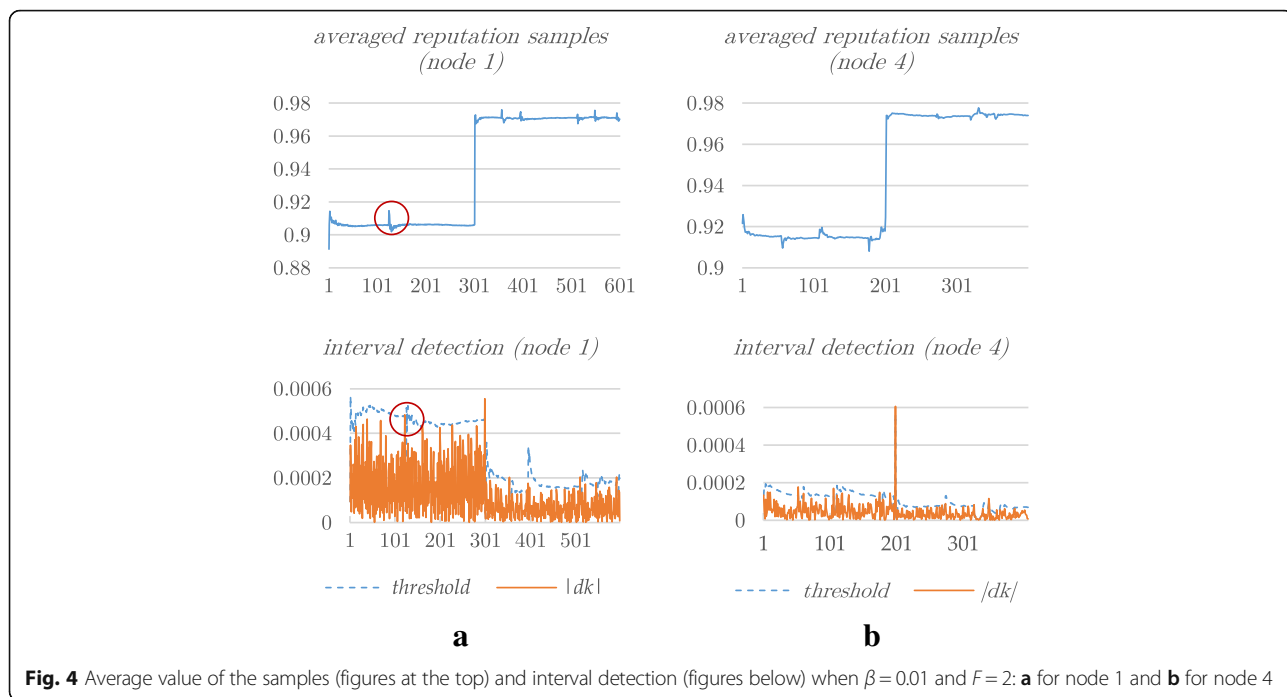 averaged reputation samples
(node 1)
0.98
0.96
0.94
0.92
0.9
0.88
1 101 201 301 401 501 601
averaged reputation samples
(node 4)
0.98
0.96
0.94
0.92
0.9
1 101 201 301
interval detection (node 1)
0.0006
0.0004
0.0002
0
1 101 201 301 401 501
threshold |dk|
interval detection (node 4)
0.0006
0.0004
0.0002
0
1 101 201 301
threshold |dk|
a
b
Fig. 4 Average value of the samples (figures at the top) and interval detection (figures below) when β = 0.01 and F = 2: a for node 1 and b for node 4